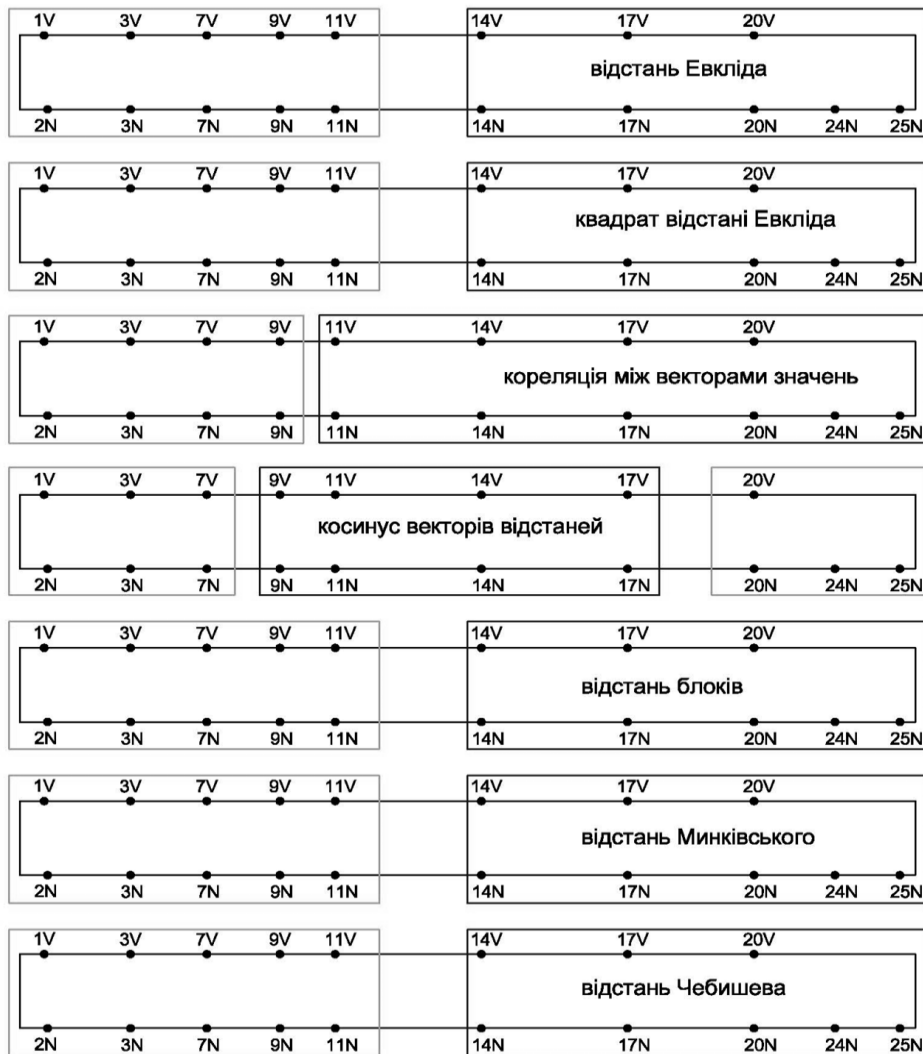 1V 3V 7V 9V 11V 14V 17V 20V
відстань Евкліда
2N 3N 7N 9N 11N 14N 17N 20N 24N 25N
1V 3V 7V 9V 11V 14V 17V 20V
квадрат відстані Евкліда
2N 3N 7N 9N 11N 14N 17N 20N 24N 25N
1V 3V 7V 9V 11V 14V 17V 20V
кореляція між векторами значень
2N 3N 7N 9N 11N 14N 17N 20N 24N 25N
1V 3V 7V 9V 11V 14V 17V 20V
косинус векторів відстаней
2N 3N 7N 9N 11N 14N 17N 20N 24N 25N
1V 3V 7V 9V 11V 14V 17V 20V
відстань блоків
2N 3N 7N 9N 11N 14N 17N 20N 24N 25N
1V 3V 7V 9V 11V 14V 17V 20V
відстань Минківського
2N 3N 7N 9N 11N 14N 17N 20N 24N 25N
1V 3V 7V 9V 11V 14V 17V 20V
відстань Чебишева
2N 3N 7N 9N 11N 14N 17N 20N 24N 25N